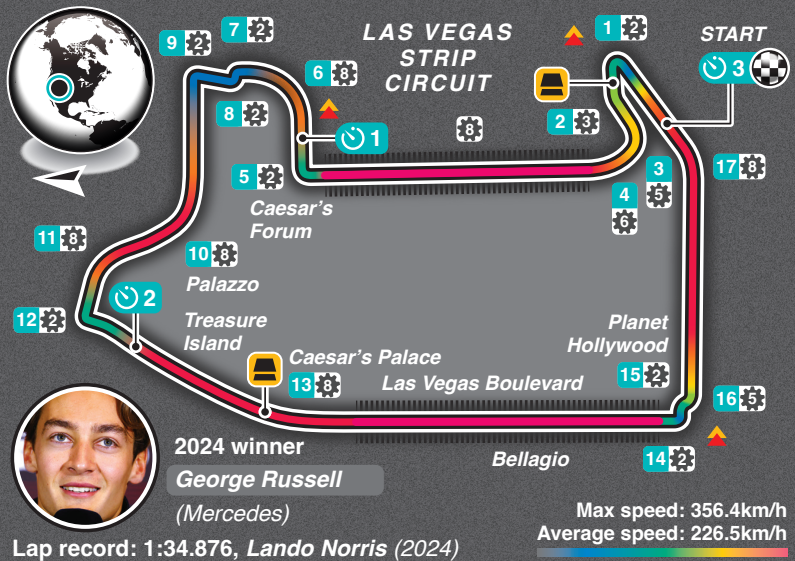 LAS VEGAS
STRIP
CIRCUIT
START
3
1 2
7 2
9 2
6 8
8 2
1
8
2 3
3
5
4
6
17 8
5 2
Caesar's
Forum
11 8
10 8
Palazzo
2
12 2
Treasure
Island
Caesar's Palace
13 8
Las Vegas Boulevard
Planet
Hollywood
15 2
16 5
14 2
Bellagio
2024 winner
George Russell
(Mercedes)
Lap record: 1:34.876, Lando Norris (2024)
Max speed: 356.4km/h
Average speed: 226.5km/h